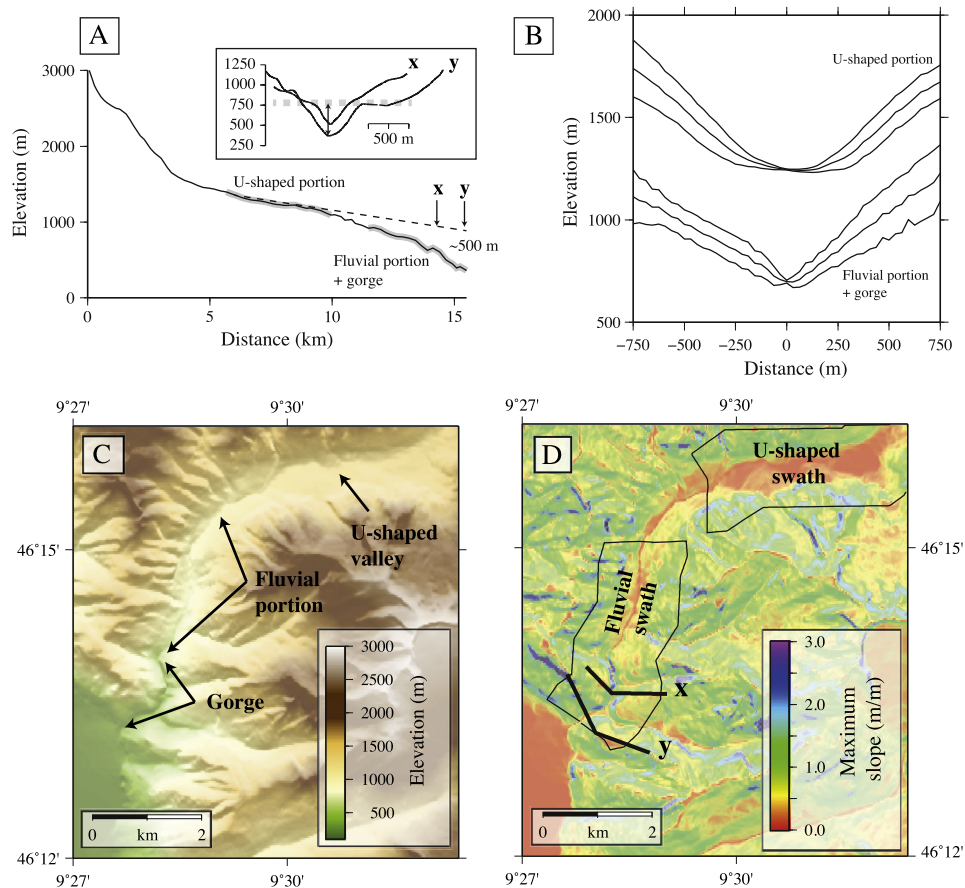 A
3000
2000
1000
0
Elevation (m)
0
5
10
15
Distance (km)
1250
1000
750
500
250
x
y
500 m
U-shaped portion
x
y
~500 m
Fluvial portion
+ gorge
B
2000
1500
1000
500
Elevation (m)
−750
−500
−250
0
250
500
750
Distance (m)
U-shaped portion
Fluvial portion
+ gorge
9˚27'
9˚30'
C
46˚15'
46˚12'
U-shaped
valley
Fluvial
portion
Gorge
0
km
2
3000
2500
2000
1500
1000
500
Elevation (m)
9˚27'
9˚30'
9˚27'
9˚30'
D
U-shaped
swath
46˚15'
46˚12'
Fluvial
swath
x
y
0
km
2
3.0
2.0
1.0
0.0
Maximum
slope (m/m)
9˚27'
9˚30'